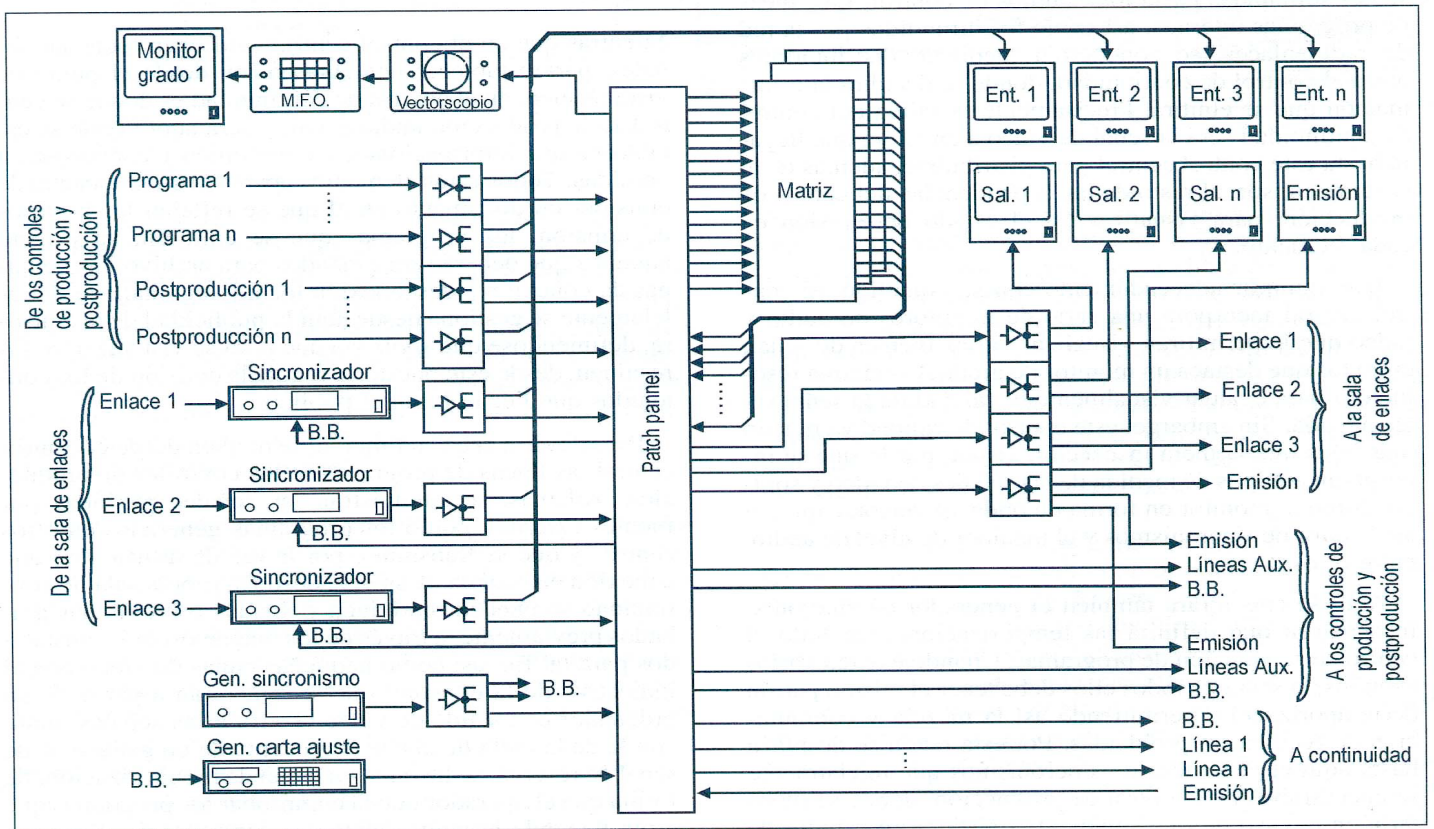 Monitor
grado 1
M.F.O.
Vectorscopio
Ent. 1
Ent. 2
Ent. 3
Ent. n
Sal. 1
Sal. 2
Sal. n
Emisión
De los controles
de producción y
postproducción
Programa 1
Programa n
Postproducción 1
Postproducción n
De la sala de enlaces
Sincronizador
Enlace 1
B.B.
Sincronizador
Enlace 2
B.B.
Sincronizador
Enlace 3
B.B.
Gen. sincronismo
B.B.
Gen. carta ajuste
B.B.
Patch pannel
Matriz
Enlace 1
Enlace 2
Enlace 3
Emisión
A la sala
de enlaces
Emisión
Líneas Aux.
B.B.
Emisión
Líneas Aux.
B.B.
A los controles de
producción y
postproducción
B.B.
Línea 1
Línea n
Emisión
A continuidad